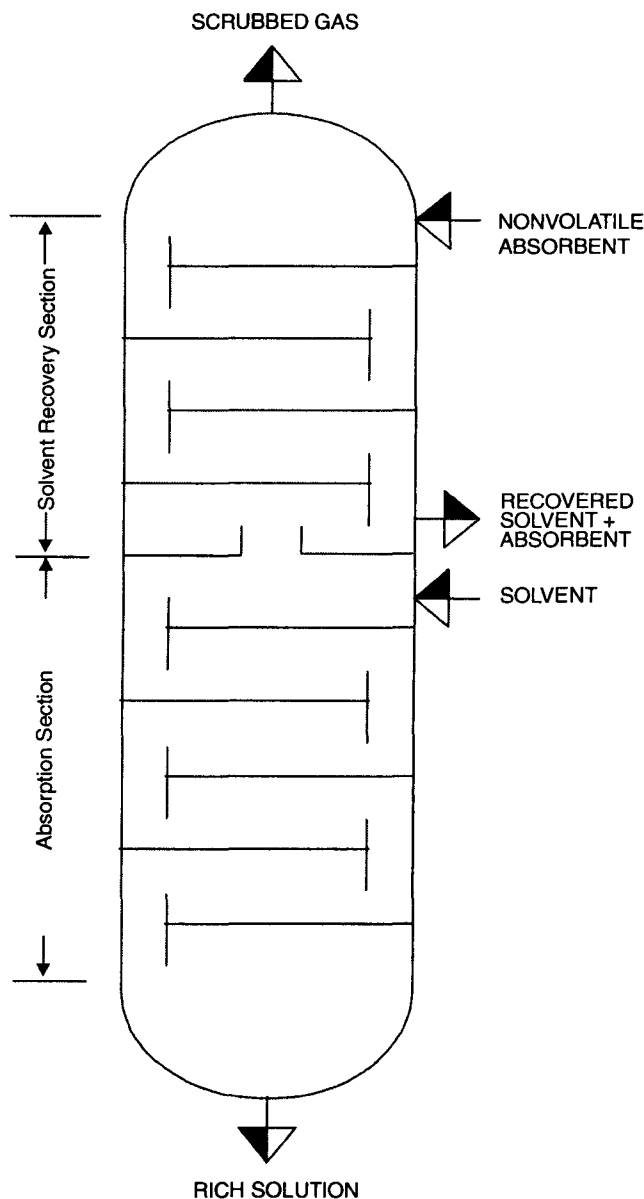 SCRUBBED GAS
NONVOLATILE
ABSORBENT
Solvent Recovery Section
RECOVERED
SOLVENT +
ABSORBENT
SOLVENT
Absorption Section
RICH SOLUTION